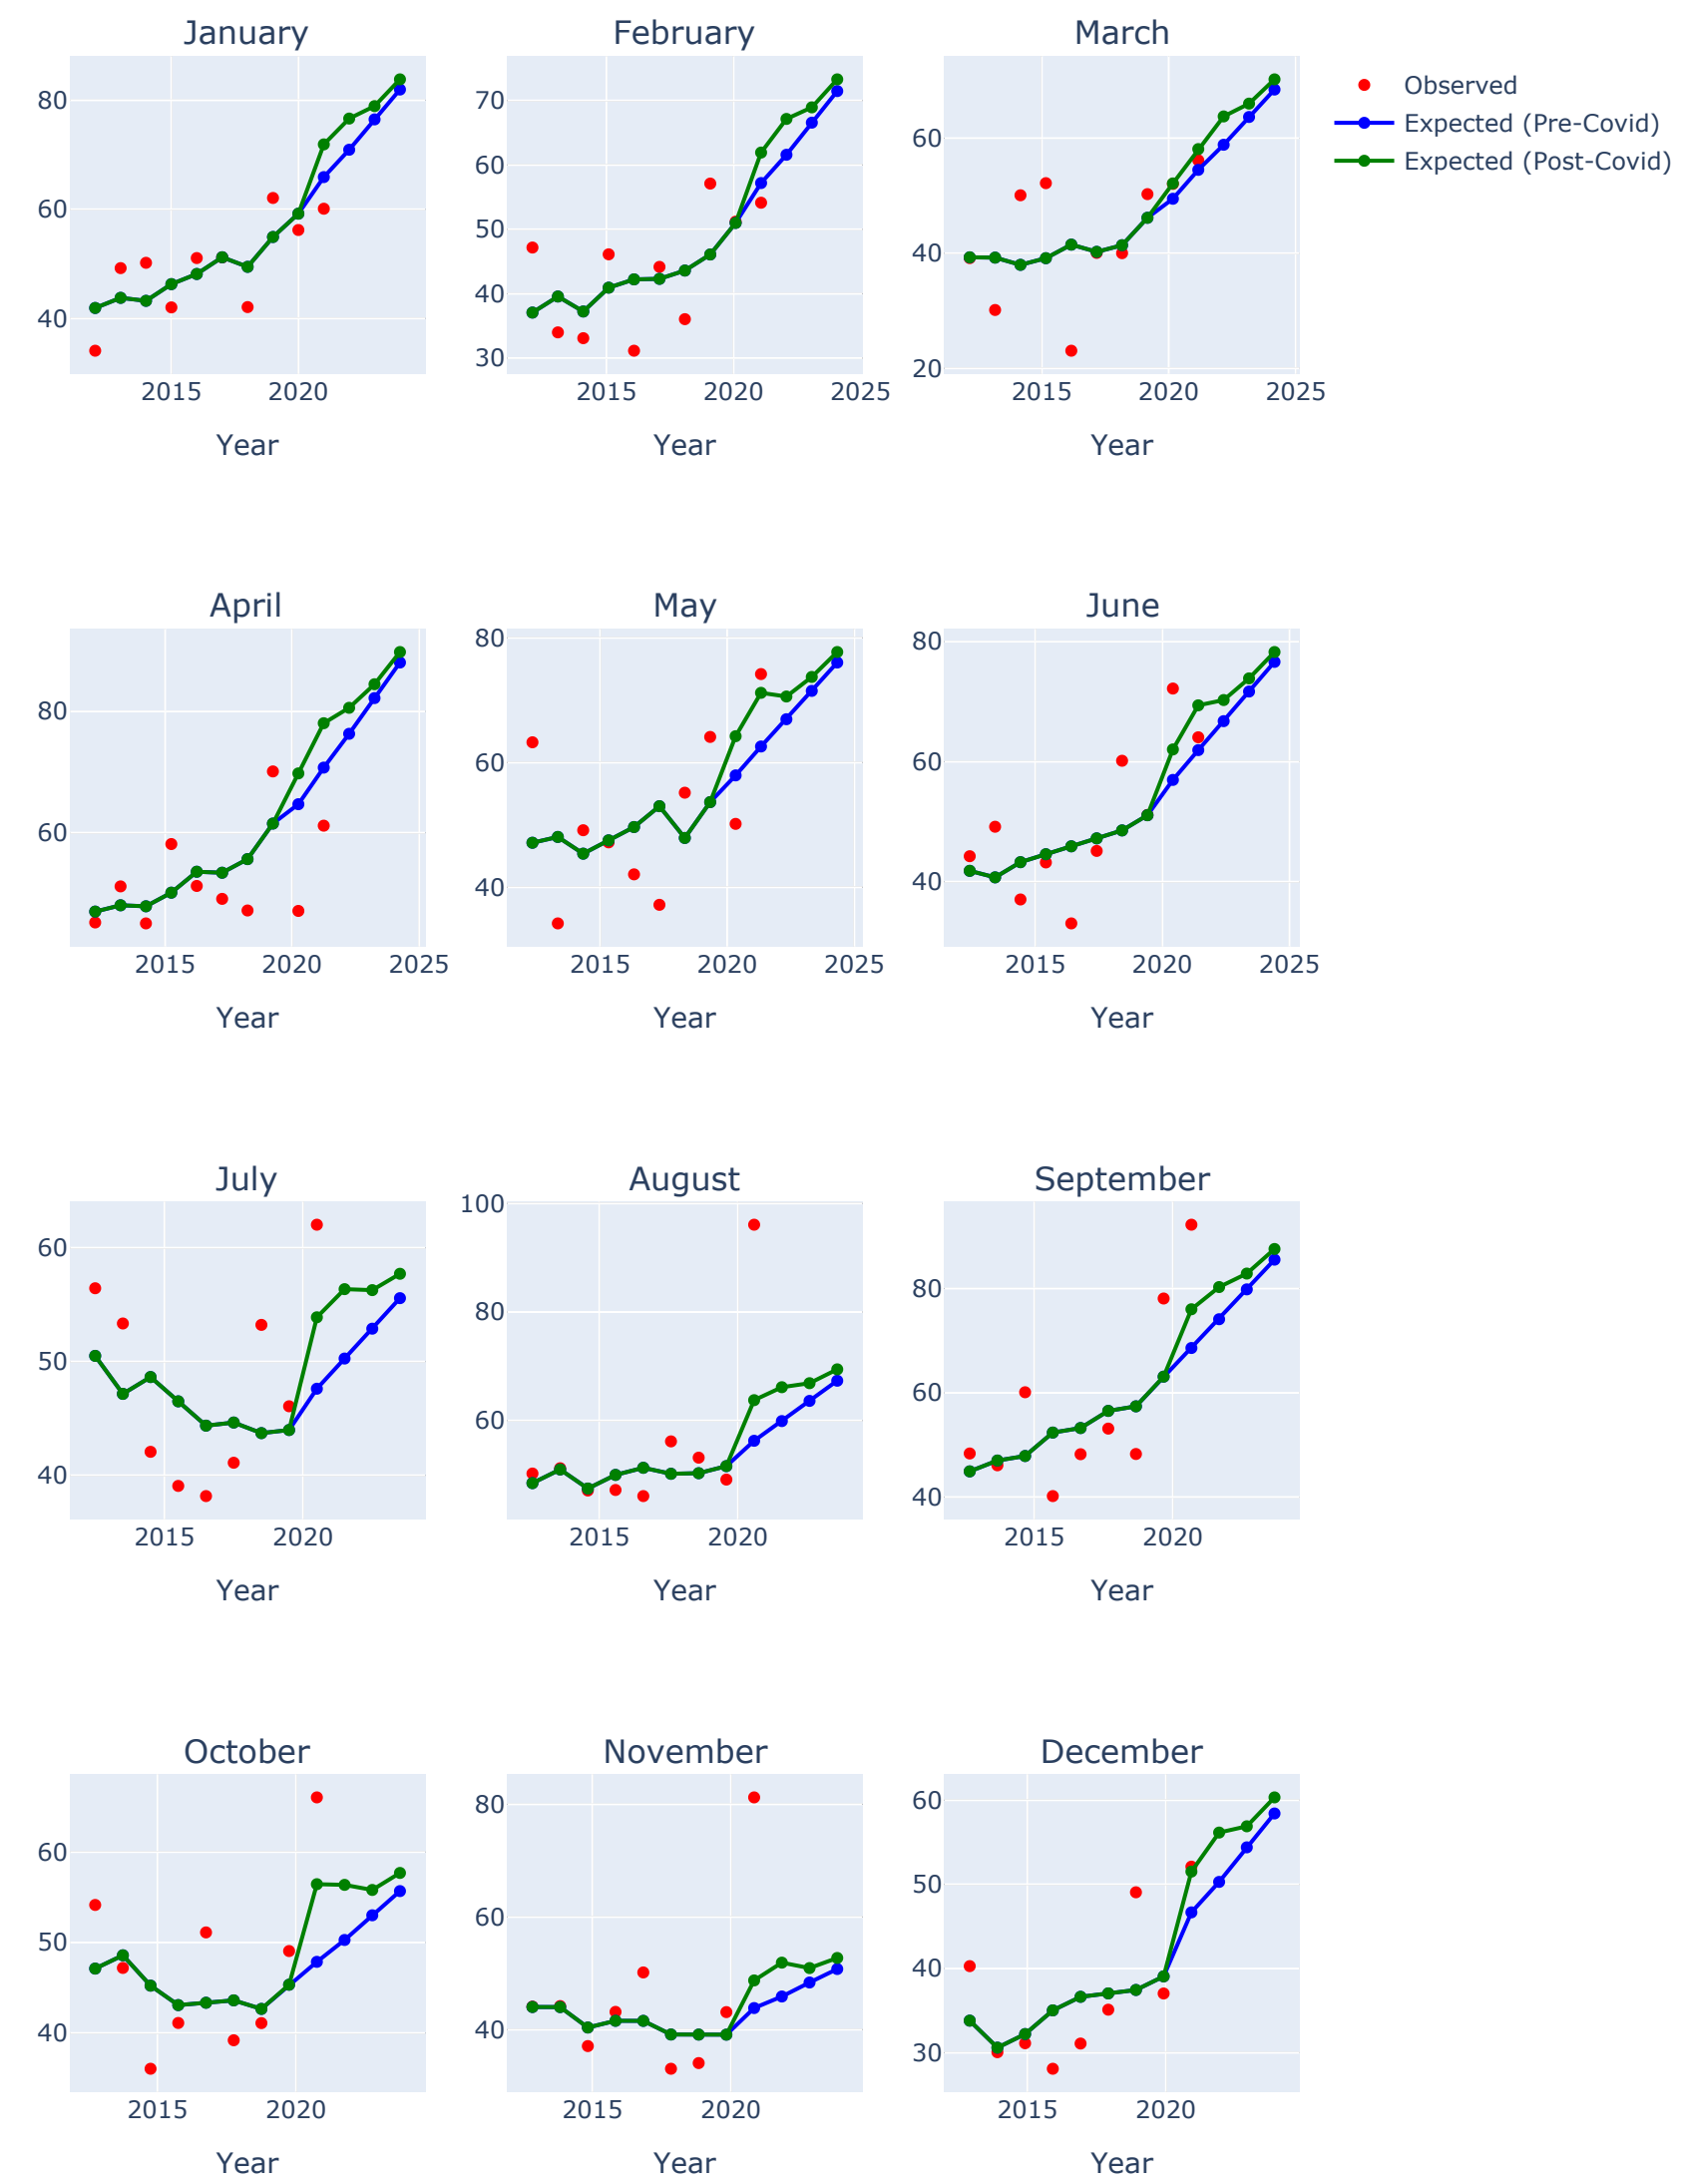 January February March
Observed
Expected (Pre-Covid)
Expected (Post-Covid)
80 70 60
60 60 40
50
40 40 20
30
2015 2020 2015 2020 2025 2015 2020 2025
Year Year Year
April May June
80 80 80
60 60 60
40 40
2015 2020 2025 2015 2020 2025 2015 2020 2025
Year Year Year
July August September
60 100 80
50 80 60
40 60 40
2015 2020 2015 2020 2015 2020
Year Year Year
October November December
60 80 60
50 60 50
40 40 40
30
2015 2020 2015 2020 2015 2020
Year Year Year